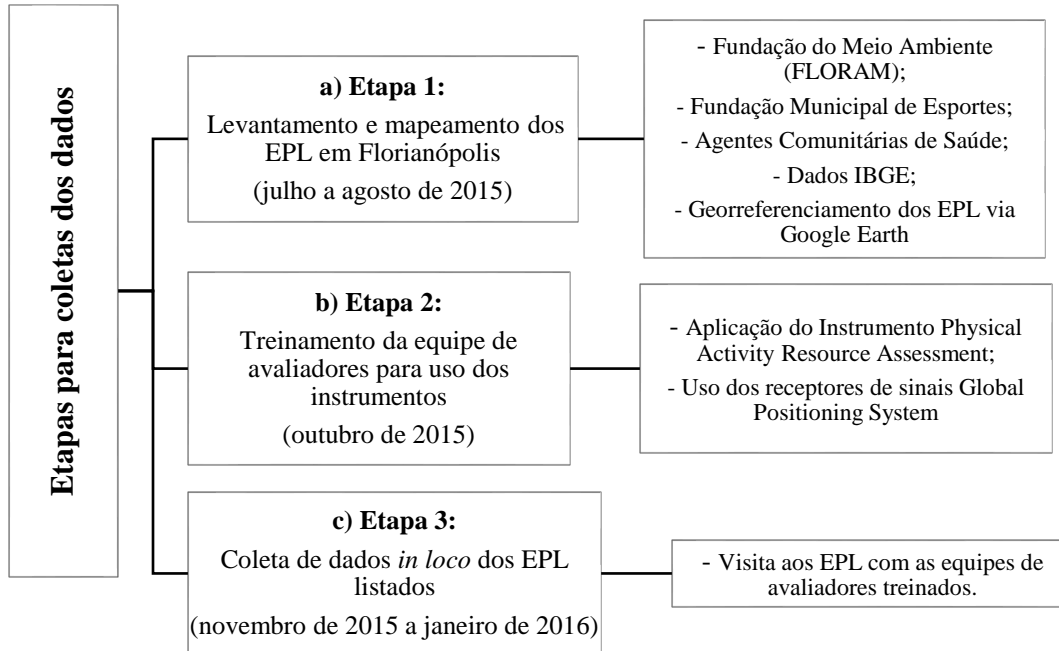 Etapas para coletas dos dados
a) Etapa 1:
Levantamento e mapeamento dos
EPL em Florianópolis
(julho a agosto de 2015)
- Fundação do Meio Ambiente
(FLORAM);
- Fundação Municipal de Esportes;
- Agentes Comunitárias de Saúde;
- Dados IBGE;
- Georreferenciamento dos EPL via
Google Earth
b) Etapa 2:
Treinamento da equipe de
avaliadores para uso dos
instrumentos
(outubro de 2015)
- Aplicação do Instrumento Physical
Activity Resource Assessment;
- Uso dos receptores de sinais Global
Positioning System
c) Etapa 3:
Coleta de dados in loco dos EPL
listados
(novembro de 2015 a janeiro de 2016)
- Visita aos EPL com as equipes de
avaliadores treinados.